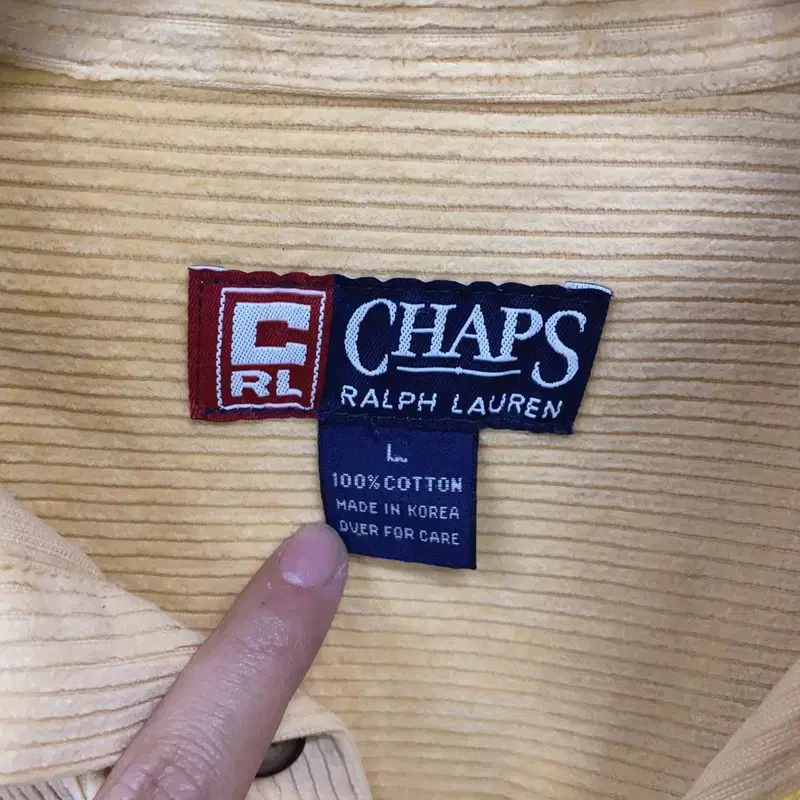 C
RL
CHAPS
RALPH LAUREN
L
100% COTTON
MADE IN KOREA
OVER FOR CARE